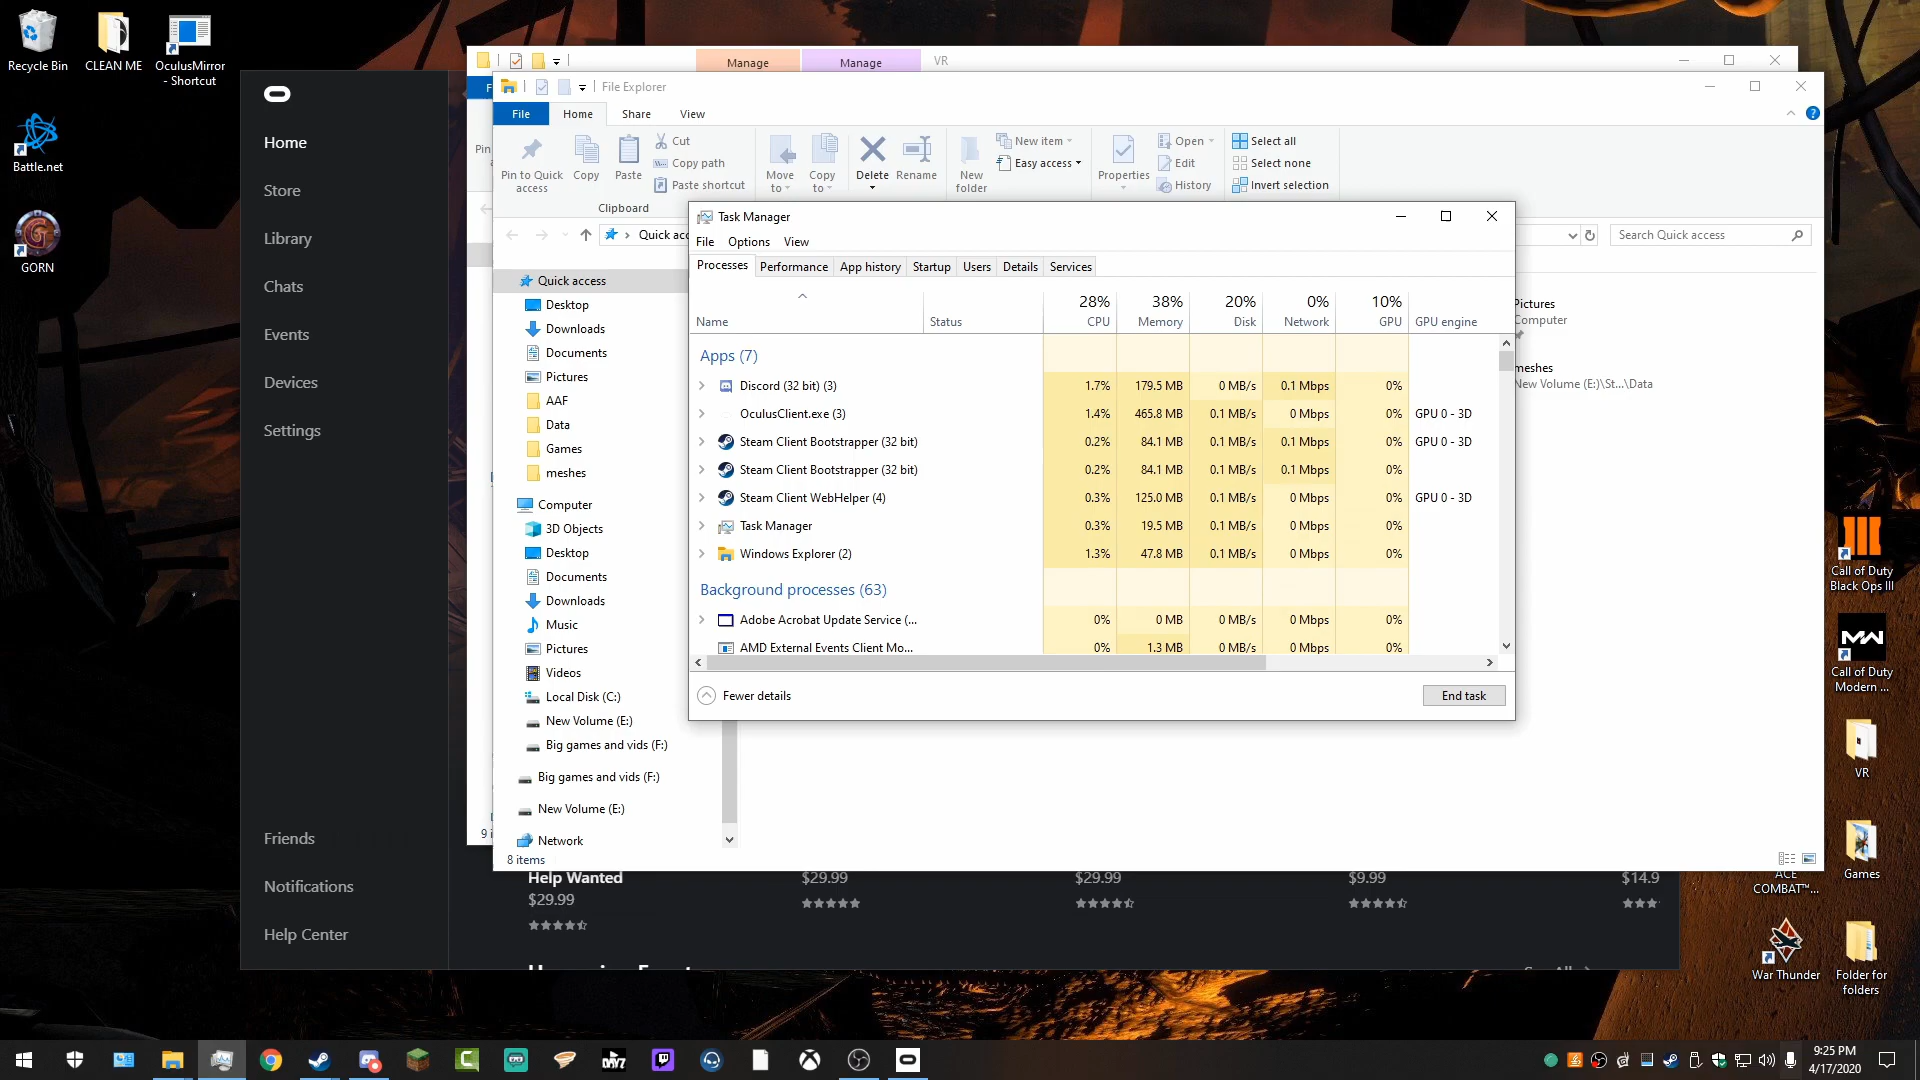 Recycle Bin
CLEAN ME
OculusMirror
- Shortcut
Battle.net
GORN
Home
Store
Library
Chats
Events
Devices
Settings
Friends
Notifications
Help Center
Manage
Manage
VR
File Explorer
File
Home
Share
View
Pin to Quick
access
Copy
Paste
Cut
Copy path
Paste shortcut
Clipboard
Move
to
Copy
to
Delete
Rename
New
folder
New item
Easy access
Properties
Open
Edit
History
Select all
Select none
Invert selection
Search Quick access
Quick access
Desktop
Downloads
Documents
Pictures
AAF
Data
Games
meshes
Computer
3D Objects
Desktop
Documents
Downloads
Music
Pictures
Videos
Local Disk (C:)
New Volume (E:)
Big games and vids (F:)
Big games and vids (F:)
New Volume (E:)
Network
8 items
Pictures
Computer
meshes
New Volume (E:)\St...\Data
Task Manager
File Options View
Processes Performance App history Startup Users Details Services
28% 38% 20% 0% 10%
Name Status CPU Memory Disk Network GPU GPU engine
Apps (7)
Discord (32 bit) (3) 1.7% 179.5 MB 0 MB/s 0.1 Mbps 0%
OculusClient.exe (3) 1.4% 465.8 MB 0.1 MB/s 0 Mbps 0% GPU 0 - 3D
Steam Client Bootstrapper (32 bit) 0.2% 84.1 MB 0.1 MB/s 0.1 Mbps 0% GPU 0 - 3D
Steam Client Bootstrapper (32 bit) 0.2% 84.1 MB 0.1 MB/s 0.1 Mbps 0%
Steam Client WebHelper (4) 0.3% 125.0 MB 0.1 MB/s 0 Mbps 0% GPU 0 - 3D
Task Manager 0.3% 19.5 MB 0.1 MB/s 0 Mbps 0%
Windows Explorer (2) 1.3% 47.8 MB 0.1 MB/s 0 Mbps 0%
Background processes (63)
Adobe Acrobat Update Service (... 0% 0 MB 0 MB/s 0 Mbps 0%
AMD External Events Client Mo... 0% 1.3 MB 0 MB/s 0 Mbps 0%
Fewer details
End task
Help Wanted
$29.99
$29.99
$29.99
$9.99
$14.9
Call of Duty
Black Ops III
Call of Duty
Modern ...
VR
Games
ACE
COMBAT™...
War Thunder
Folder for
folders
DAYZ
9:25 PM
4/17/2020